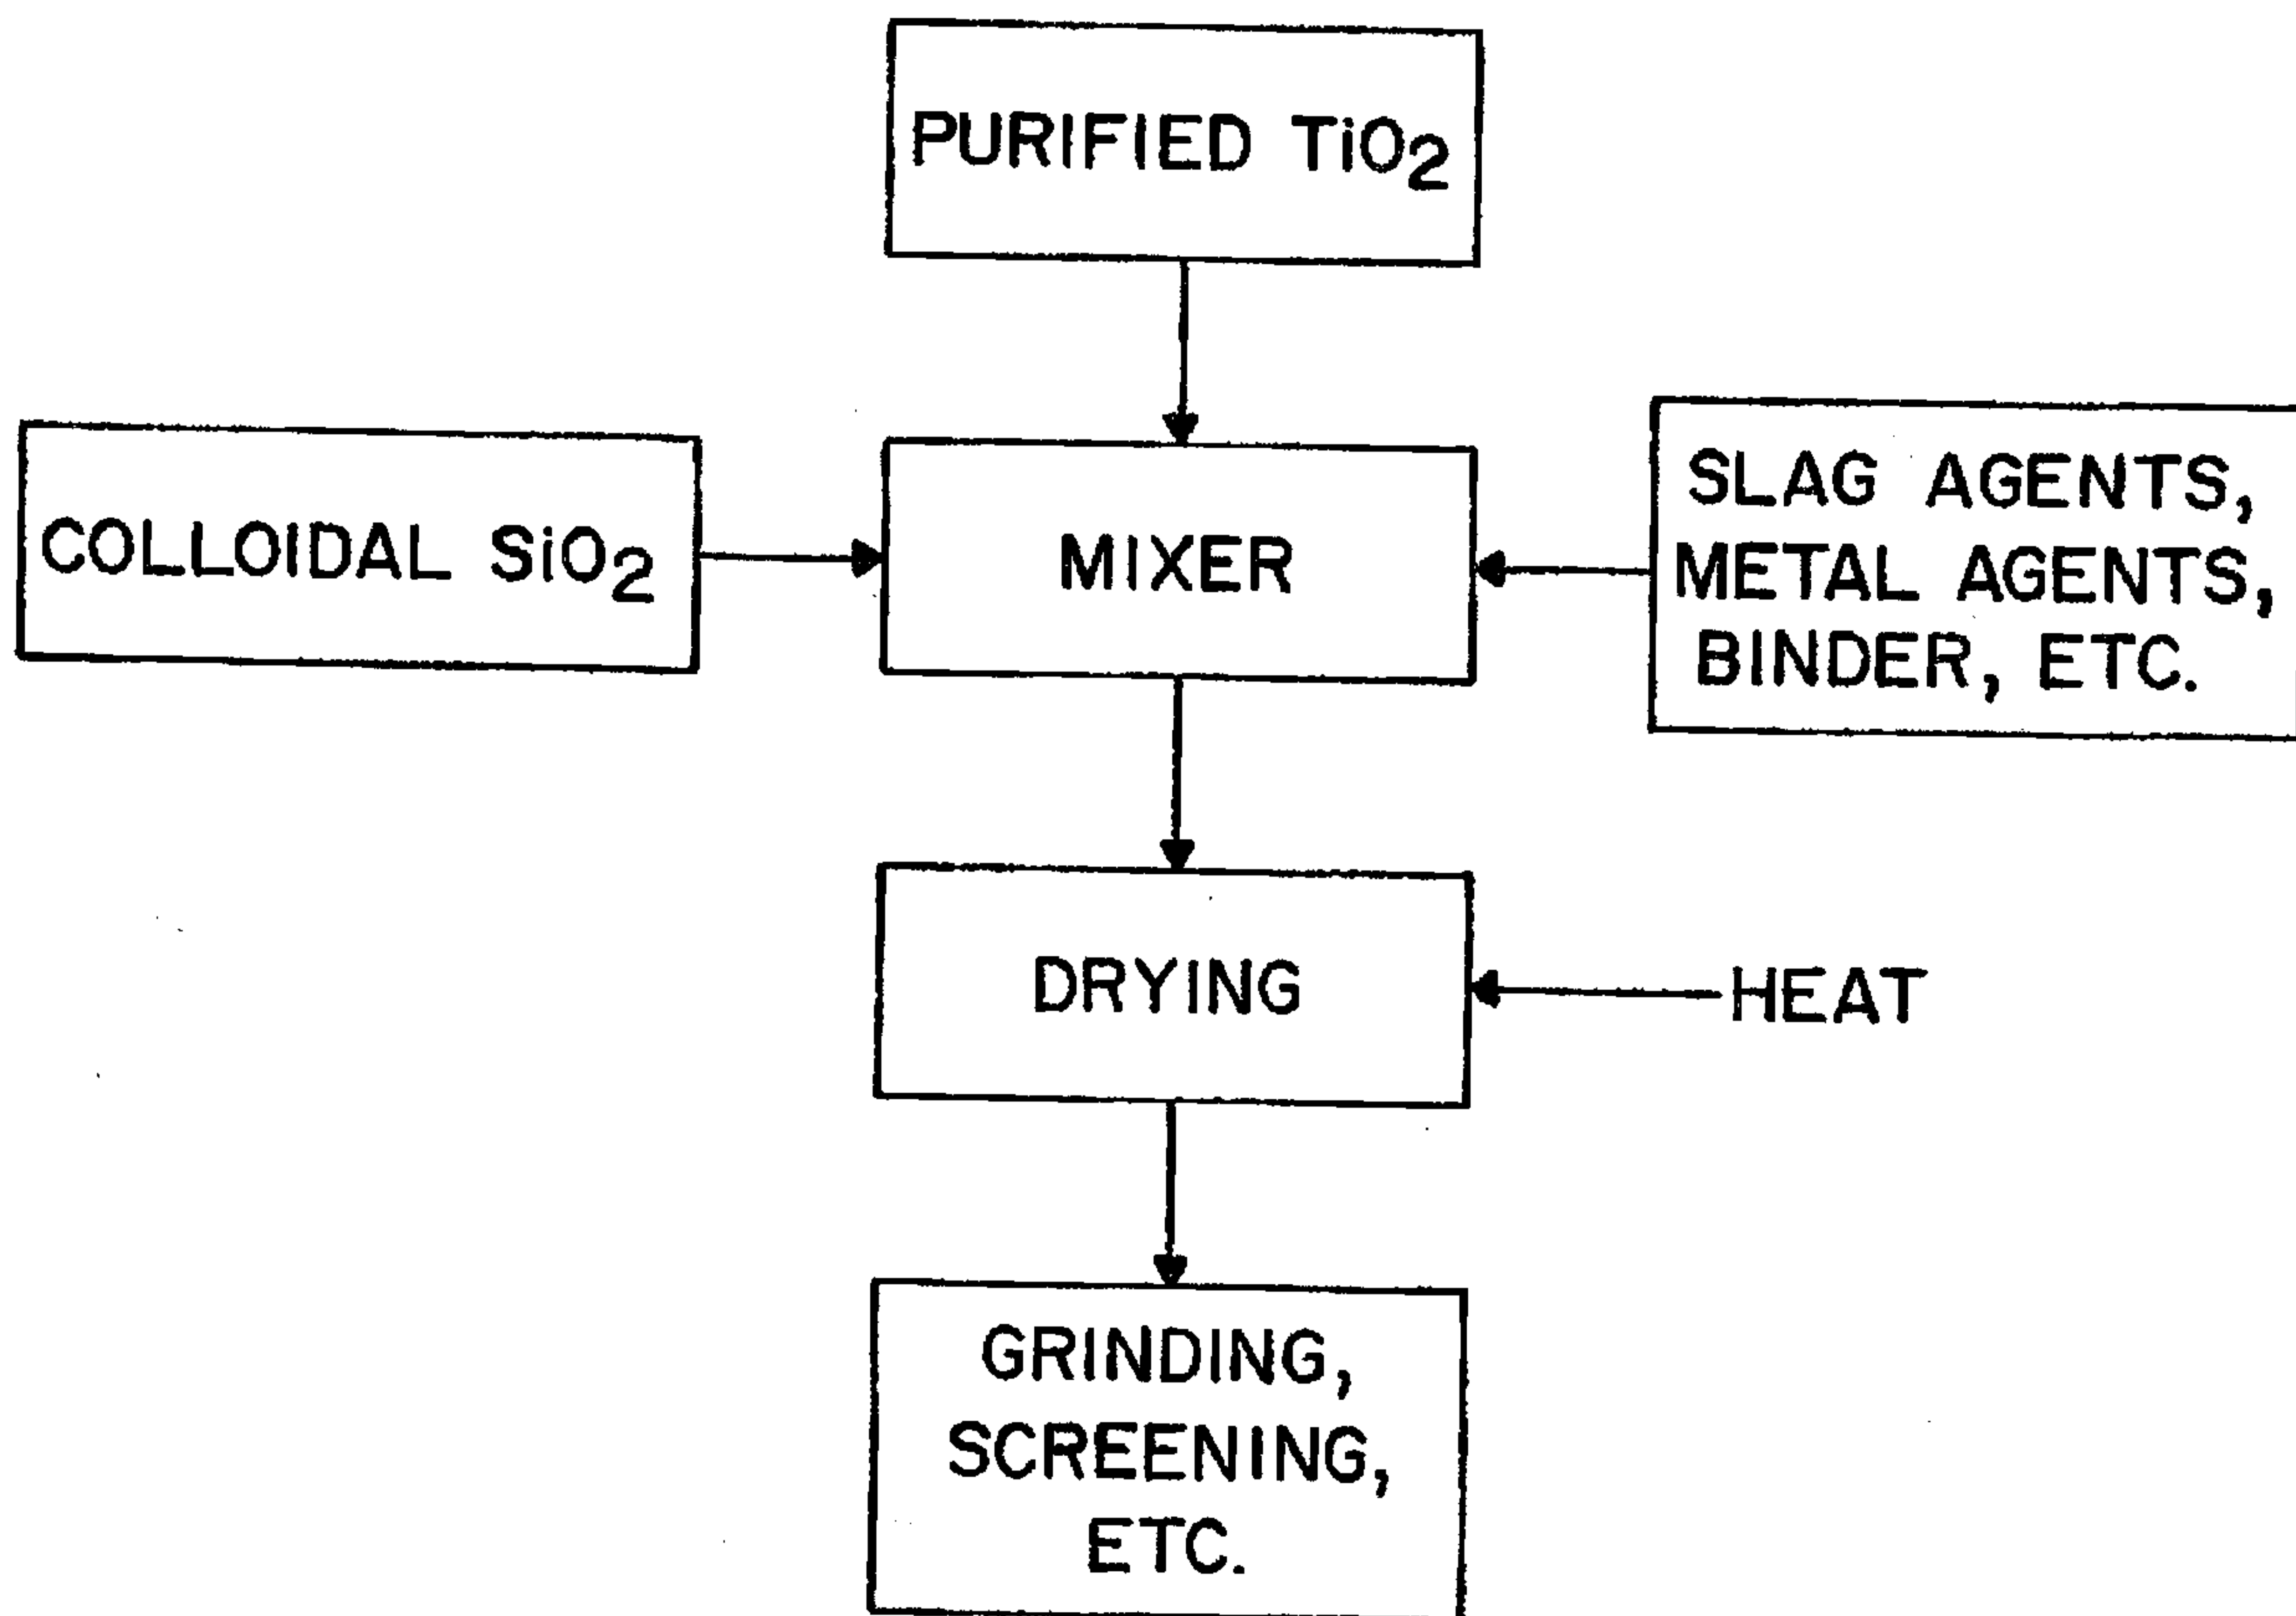 PURIFIED TiO2
COLLOIDAL SiO2
MIXER
SLAG AGENTS,
METAL AGENTS,
BINDER, ETC.
DRYING
HEAT
GRINDING,
SCREENING,
ETC.